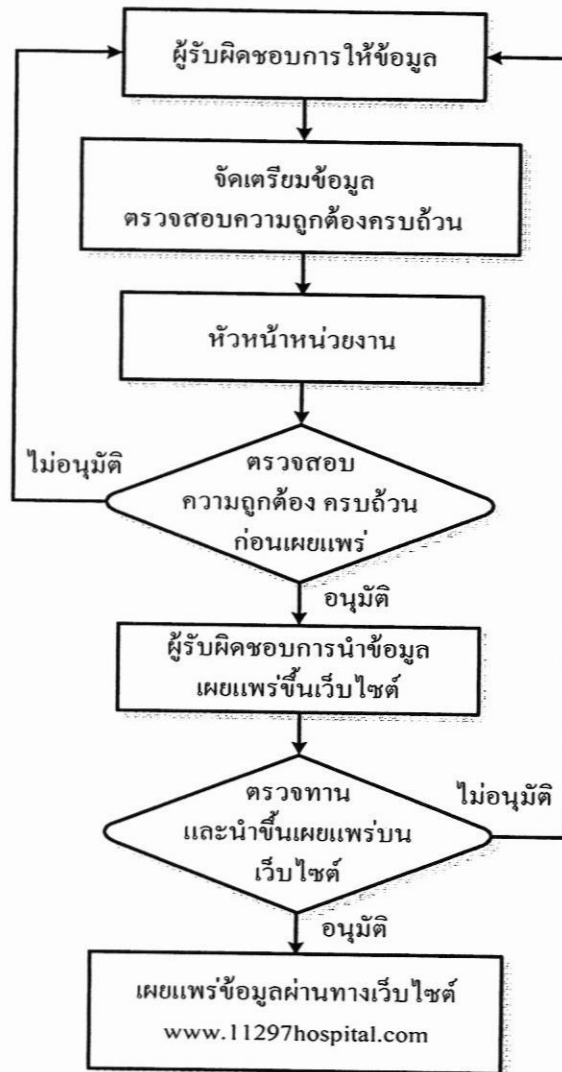 ผู้รับผิดชอบการให้ข้อมูล
จัดเตรียมข้อมูล
ตรวจสอบความถูกต้องครบถ้วน
หัวหน้าหน่วยงาน
ไม่อนุมัติ
ตรวจสอบ
ความถูกต้อง ครบถ้วน
ก่อนเผยแพร่
อนุมัติ
ผู้รับผิดชอบการนำข้อมูล
เผยแพร่ขึ้นเว็บไซต์
ตรวจทาน
และนำขึ้นเผยแพร่บน
เว็บไซต์
ไม่อนุมัติ
อนุมัติ
เผยแพร่ข้อมูลผ่านทางเว็บไซต์
www.11297hospital.com